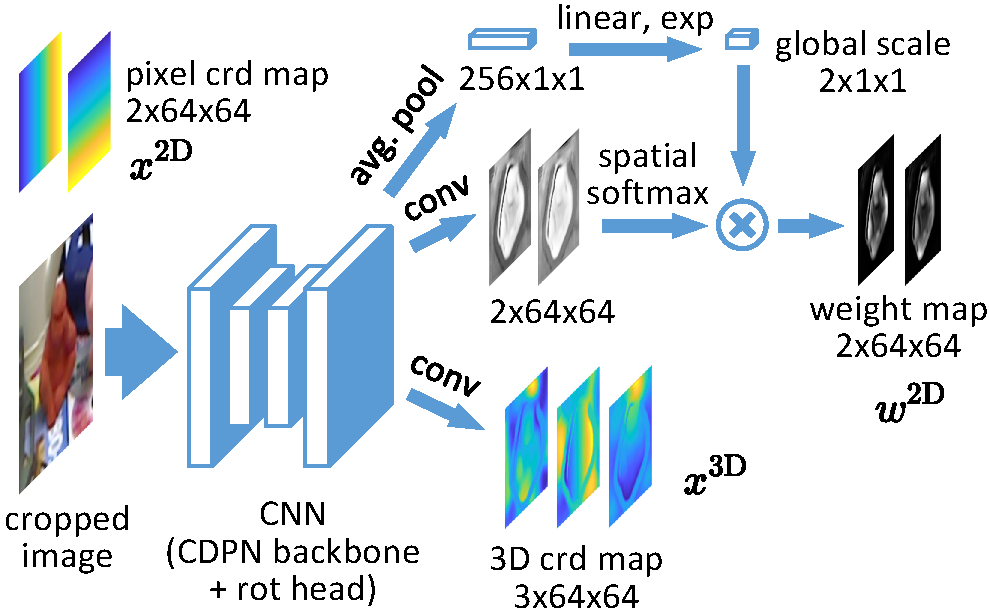 pixel crd map
2x64x64
x^2D
cropped
image
CNN
(CDPN backbone
+ rot head)
avg. pool
256x1x1
linear, exp
global scale
2x1x1
conv
2x64x64
spatial
softmax
weight map
2x64x64
w^2D
conv
3D crd map
3x64x64
x^3D